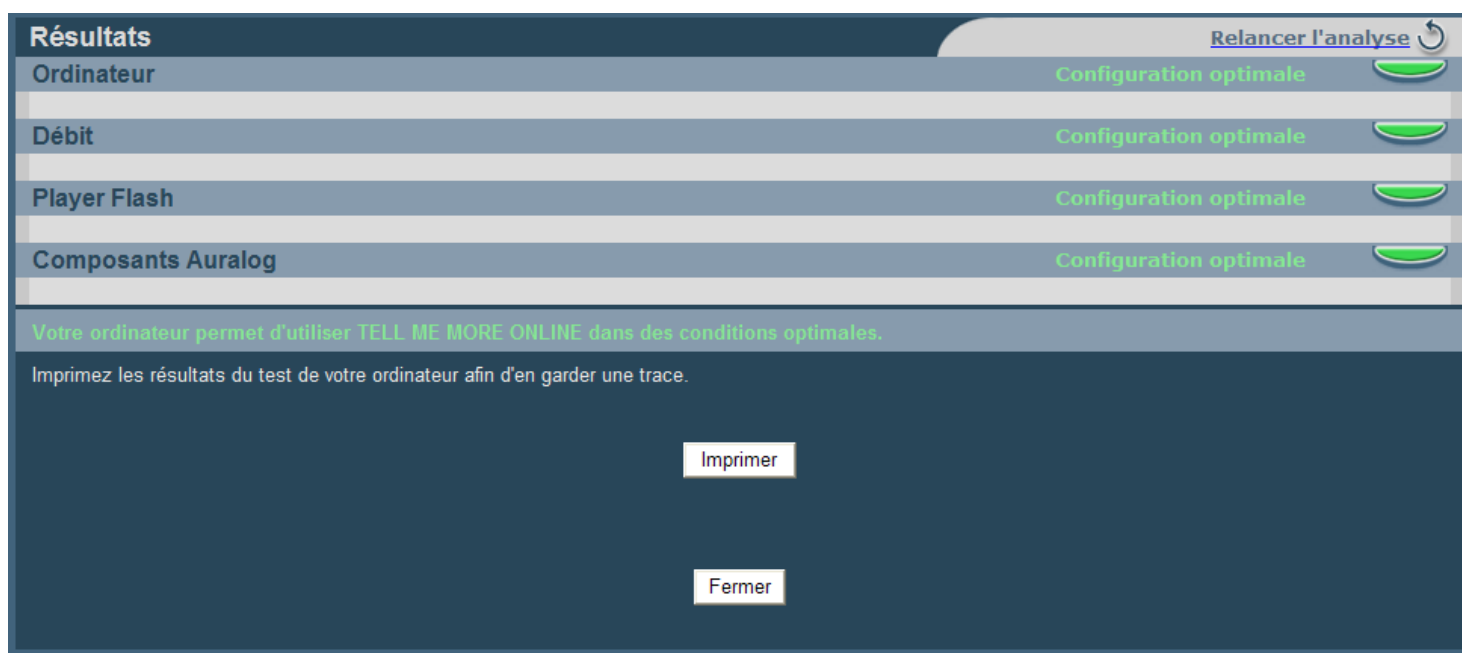 Résultats
Relancer l'analyse
Ordinateur Configuration optimale
Débit Configuration optimale
Player Flash Configuration optimale
Composants Auralog Configuration optimale
Votre ordinateur permet d'utiliser TELL ME MORE ONLINE dans des conditions optimales.
Imprimez les résultats du test de votre ordinateur afin d'en garder une trace.
Imprimer
Fermer